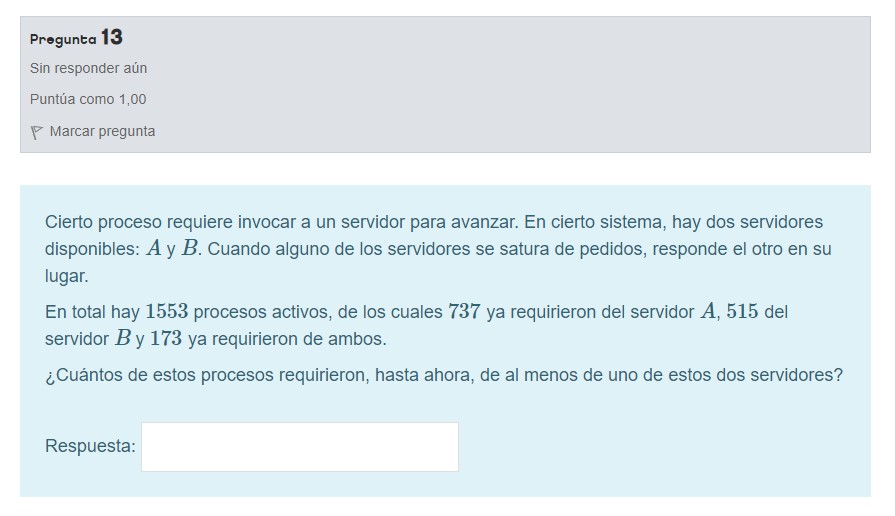 Pregunta 13
Sin responder aún
Puntúa como 1,00
Marcar pregunta
Cierto proceso requiere invocar a un servidor para avanzar. En cierto sistema, hay dos servidores
disponibles: A y B. Cuando alguno de los servidores se satura de pedidos, responde el otro en su
lugar.
En total hay 1553 procesos activos, de los cuales 737 ya requirieron del servidor A, 515 del
servidor B y 173 ya requirieron de ambos.
¿Cuántos de estos procesos requirieron, hasta ahora, de al menos de uno de estos dos servidores?
Respuesta: